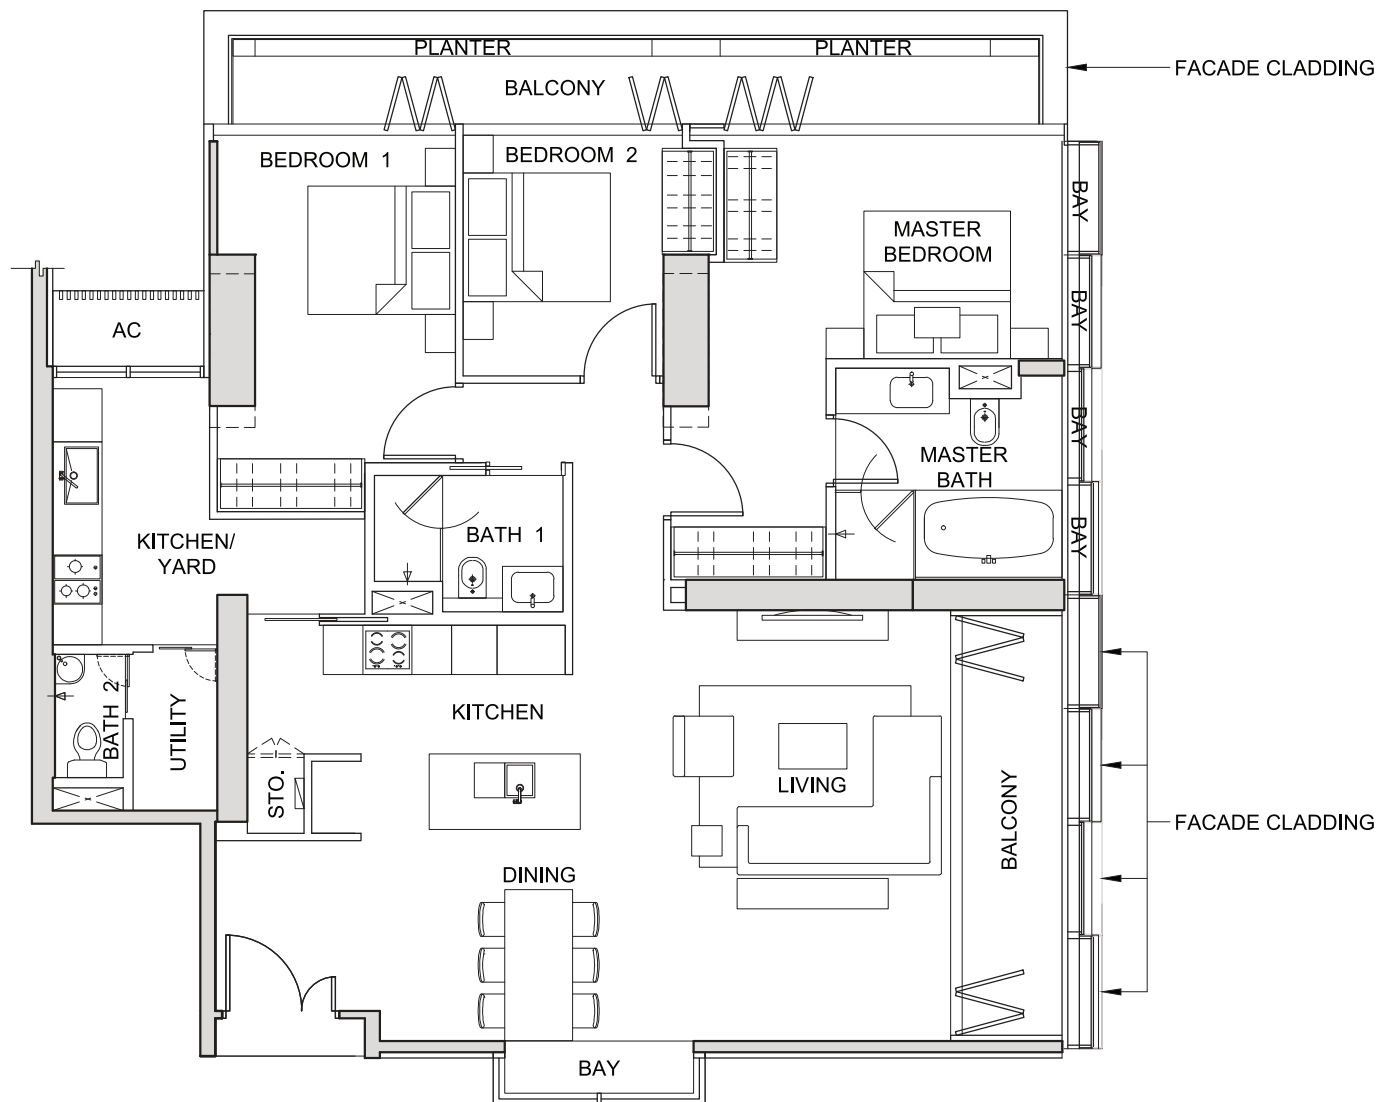 PLANTER
PLANTER
FACADE CLADDING
BALCONY
BEDROOM 1
BEDROOM 2
BAY
MASTER
BEDROOM
BAY
AC
BAY
MASTER
BATH
BAY
BATH 1
KITCHEN/
YARD
BATH 2
UTILITY
KITCHEN
STO.
LIVING
BALCONY
FACADE CLADDING
DINING
BAY